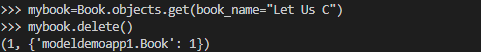 >>> mybook=Book.objects.get(book_name="Let Us C")
>>> mybook.delete()
(1, {'modeldemoapp1.Book': 1})